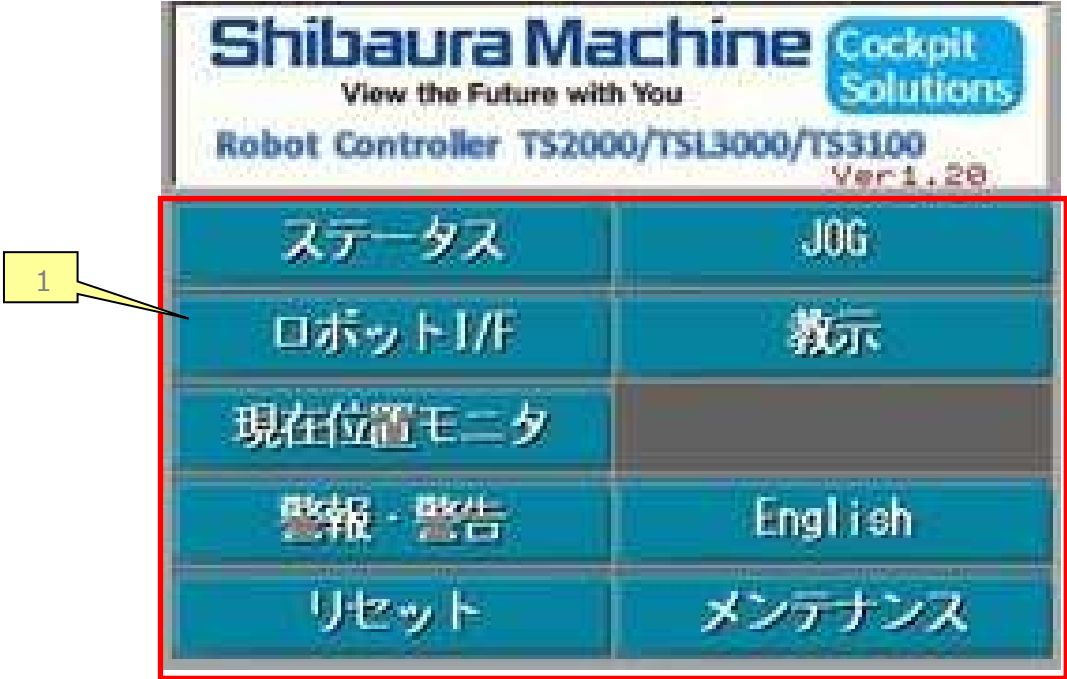 Shibaura Machine
Cockpit
Solutions
View the Future with You
Robot Controller TS2000/TSL3000/TS3100
Ver1.20
1
ステータス
JOG
ロボットI/F
教示
現在位置モニタ
警報・警告
English
リセット
メンテナンス